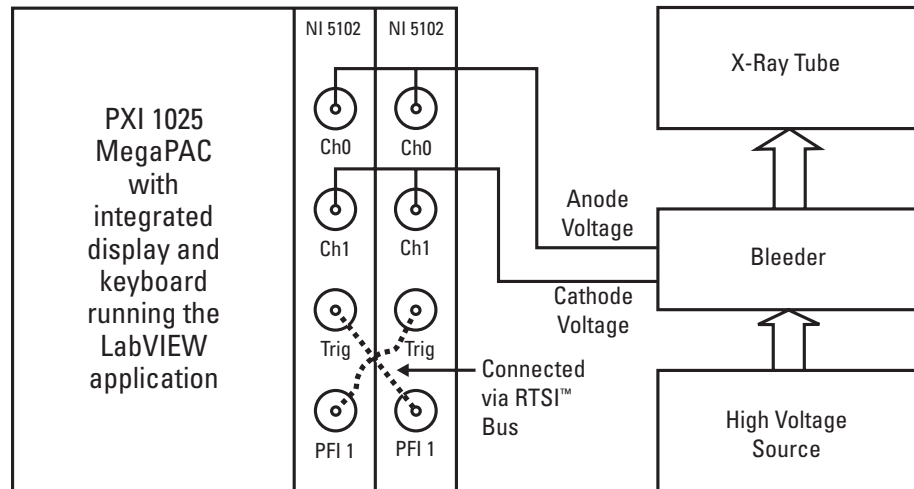 PXI 1025
MegaPAC
with
integrated
display and
keyboard
running the
LabVIEW
application
NI 5102
NI 5102
Ch0
Ch0
Ch1
Ch1
Trig
Trig
PFI 1
PFI 1
Connected
via RTSI™
Bus
Anode
Voltage
Cathode
Voltage
X-Ray Tube
Bleeder
High Voltage
Source